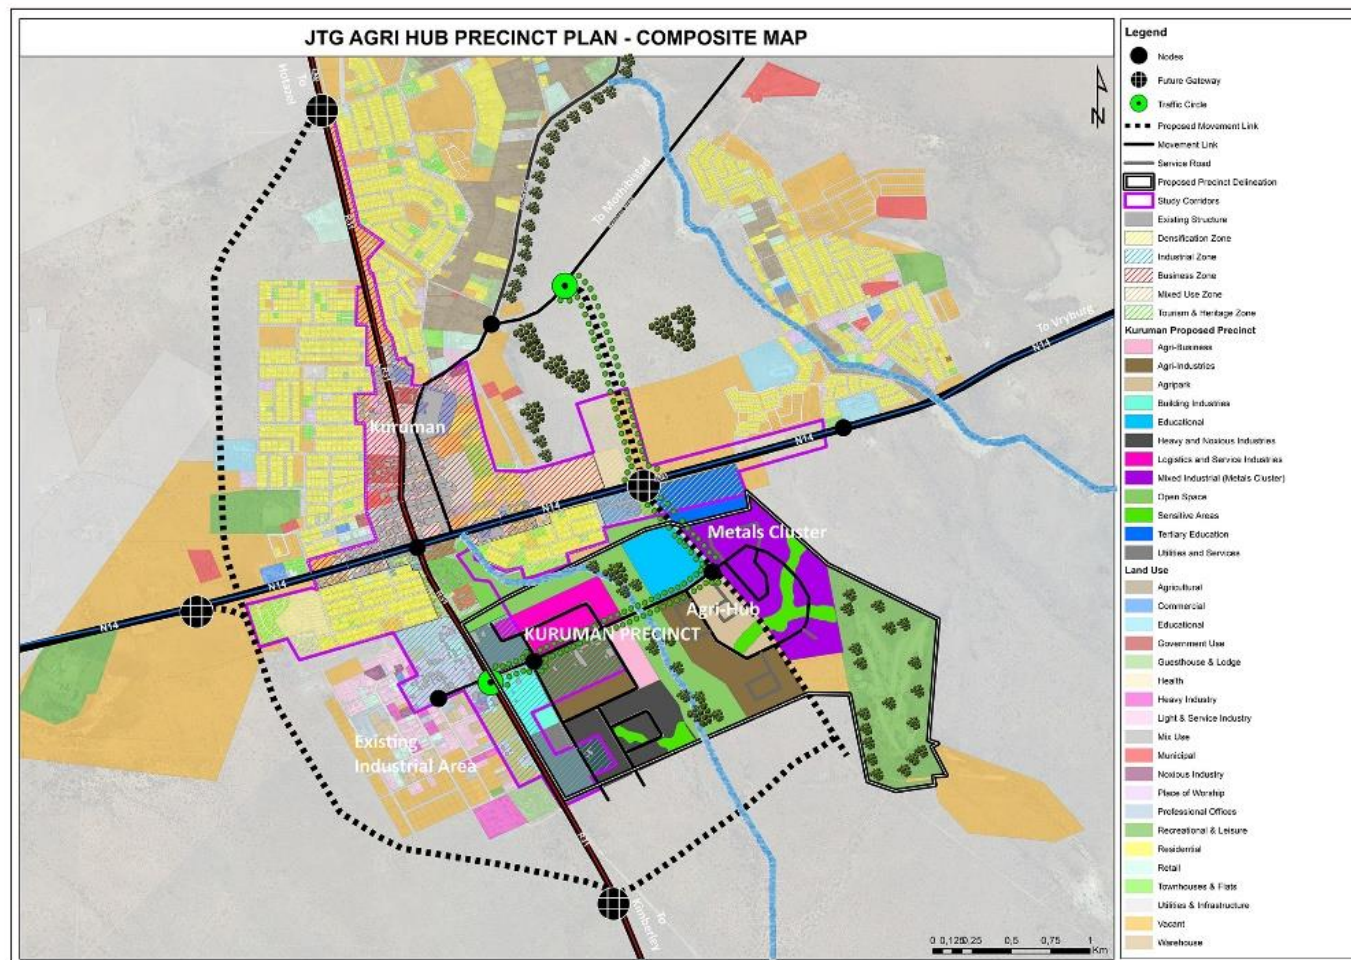 JTG AGRI HUB PRECINCT PLAN - COMPOSITE MAP
To
Hotazel
R31
N
To Mothibistad
To Vryburg
N14
R31
Kuruman
N14
N14
Metals Cluster
N14
N14
Agri-Hub
KURUMAN PRECINCT
Existing
Industrial Area
R31
To
Kimberley
0 0,125 0,25 0,5 0,75 1
Km
Legend
Nodes
Future Gateway
Traffic Circle
Proposed Movement Link
Movement Link
Service Road
Proposed Precinct Delineation
Study Corridors
Existing Structure
Densification Zone
Industrial Zone
Business Zone
Mixed Use Zone
Tourism & Heritage Zone
Kuruman Proposed Precinct
Agri-Business
Agri-Industries
Agripark
Building Industries
Educational
Heavy and Noxious Industries
Logistics and Service Industries
Mixed Industrial (Metals Cluster)
Open Space
Sensitive Areas
Tertiary Education
Utilities and Services
Land Use
Agricultural
Commercial
Educational
Government Use
Guesthouse & Lodge
Health
Heavy Industry
Light & Service Industry
Mix Use
Municipal
Noxious Industry
Place of Worship
Professional Offices
Recreational & Leisure
Residential
Retail
Townhouses & Flats
Utilities & Infrastructure
Vacant
Warehouse